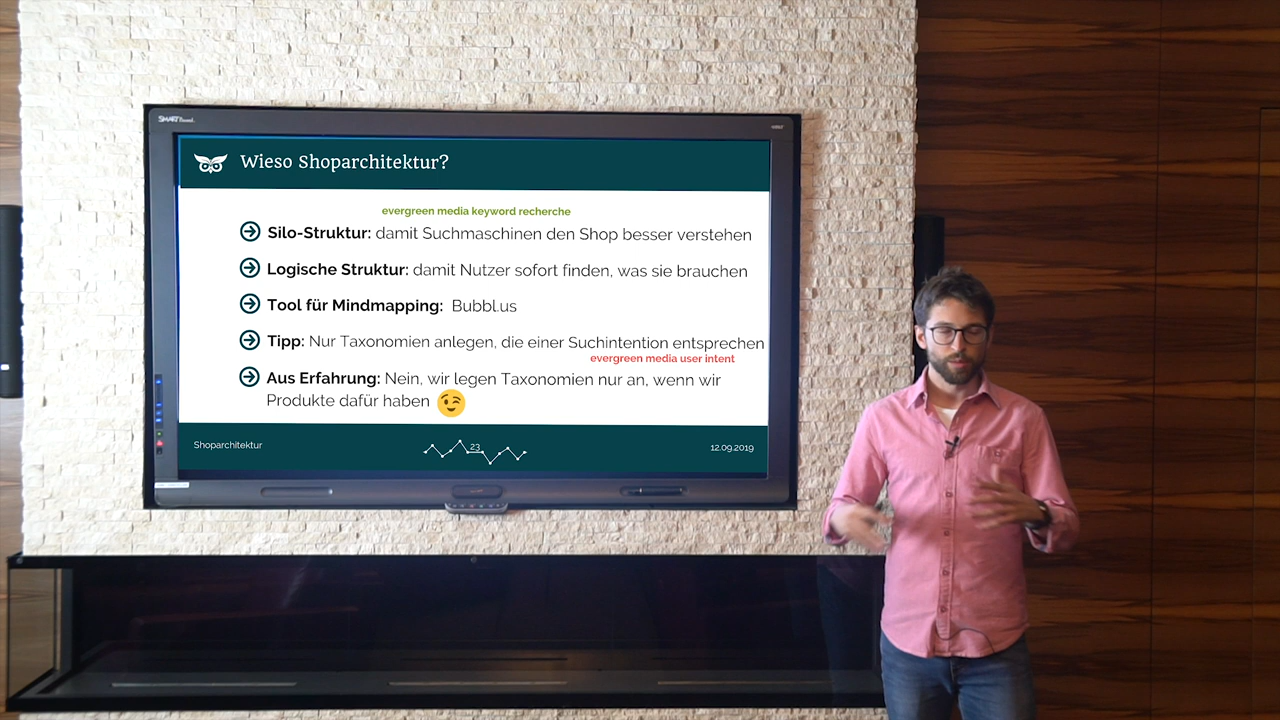 SMART Board
Wieso Shoparchitektur?
evergreen media keyword recherche
Silo-Struktur: damit Suchmaschinen den Shop besser verstehen
Logische Struktur: damit Nutzer sofort finden, was sie brauchen
Tool für Mindmapping: Bubbl.us
Tipp: Nur Taxonomien anlegen, die einer Suchintention entsprechen
evergreen media user intent
Aus Erfahrung: Nein, wir legen Taxonomien nur an, wenn wir
Produkte dafür haben
Shoparchitektur
23
12.09.2019